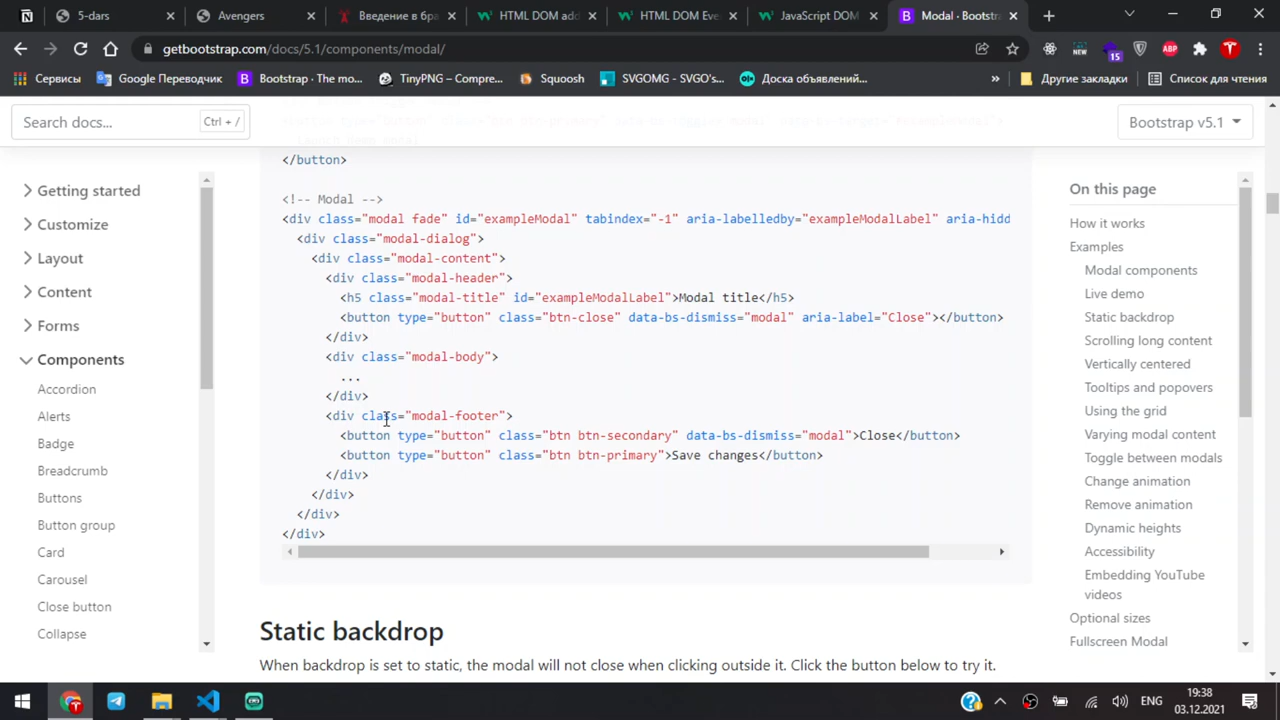 5-dars
Avengers
Введение в бра
HTML DOM add
HTML DOM Eve
JavaScript DOM
Modal · Bootstra
getbootstrap.com/docs/5.1/components/modal/
NEW
15
ABP
Сервисы
Google Переводчик
Bootstrap · The mo...
TinyPNG – Compre...
Squoosh
SVGOMG - SVGO's...
Доска объявлений...
»
Другие закладки
Список для чтения
Search docs...
Ctrl + /
Bootstrap v5.1
Getting started
Customize
Layout
Content
Forms
Components
Accordion
Alerts
Badge
Breadcrumb
Buttons
Button group
Card
Carousel
Close button
Collapse
</button>
<!-- Modal -->
<div class="modal fade" id="exampleModal" tabindex="-1" aria-labelledby="exampleModalLabel" aria-hidd
<div class="modal-dialog">
<div class="modal-content">
<div class="modal-header">
<h5 class="modal-title" id="exampleModalLabel">Modal title</h5>
<button type="button" class="btn-close" data-bs-dismiss="modal" aria-label="Close"></button>
</div>
<div class="modal-body">
...
</div>
<div class="modal-footer">
<button type="button" class="btn btn-secondary" data-bs-dismiss="modal">Close</button>
<button type="button" class="btn btn-primary">Save changes</button>
</div>
</div>
</div>
</div>
Static backdrop
When backdrop is set to static, the modal will not close when clicking outside it. Click the button below to try it.
On this page
How it works
Examples
Modal components
Live demo
Static backdrop
Scrolling long content
Vertically centered
Tooltips and popovers
Using the grid
Varying modal content
Toggle between modals
Change animation
Remove animation
Dynamic heights
Accessibility
Embedding YouTube
videos
Optional sizes
Fullscreen Modal
ENG
19:38
03.12.2021